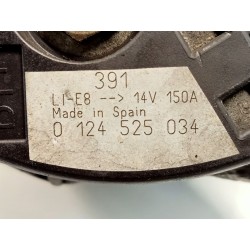 391
LI-E8 --> 14V 150A
Made in Spain
0 124 525 034